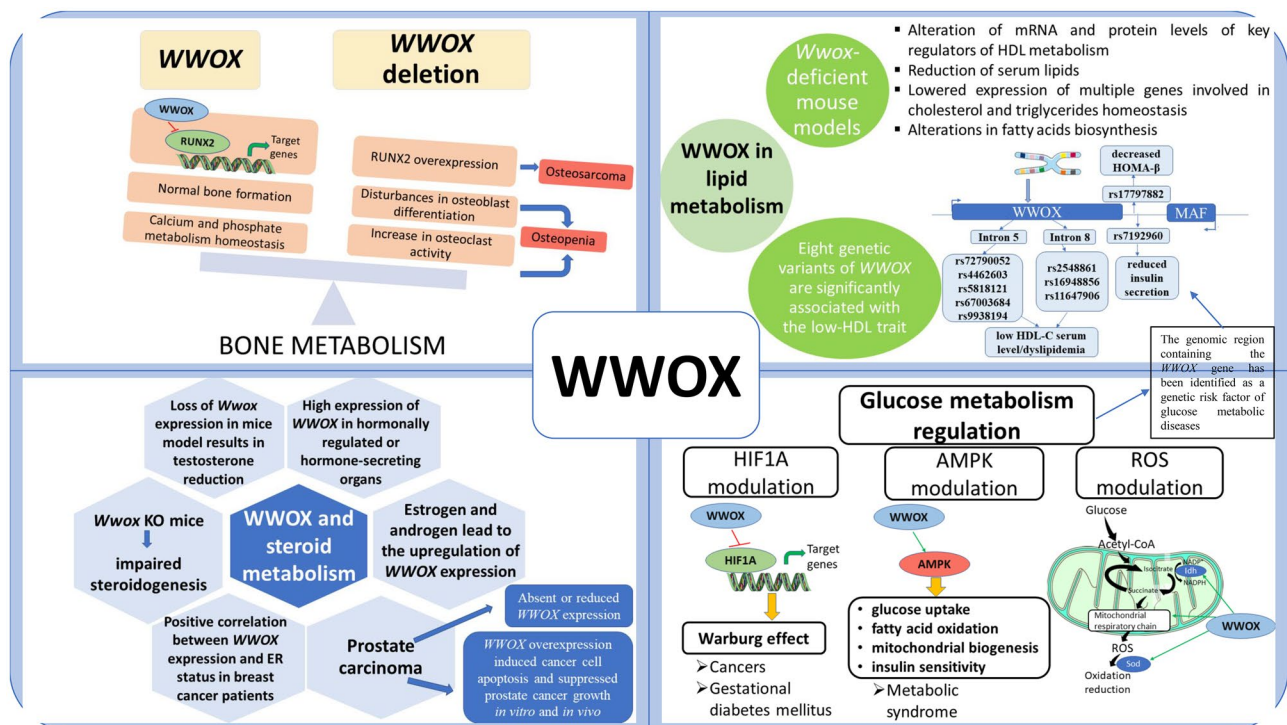 WWOX
WWOX
deletion
WWOX
RUNX2
Target
genes
Normal bone formation
Calcium and phosphate
metabolism homeostasis
RUNX2 overexpression
Disturbances in osteoblast
differentiation
Increase in osteoclast
activity
Osteosarcoma
Osteopenia
BONE METABOLISM
WWOX in
lipid
metabolism
Wwox-
deficient
mouse
models
▪ Alteration of mRNA and protein levels of key
regulators of HDL metabolism
▪ Reduction of serum lipids
▪ Lowered expression of multiple genes involved in
cholesterol and triglycerides homeostasis
▪ Alterations in fatty acids biosynthesis
Eight genetic
variants of WWOX
are significantly
associated with
the low-HDL trait
decreased
HOMA-β
rs17797882
WWOX
MAF
Intron 5
Intron 8
rs7192960
rs72790052
rs4462603
rs5818121
rs67003684
rs9938194
rs2548861
rs16948856
rs11647906
reduced
insulin
secretion
low HDL-C serum
level/dyslipidemia
The genomic region
containing the
WWOX gene has
been identified as a
genetic risk factor of
glucose metabolic
diseases
WWOX
Loss of Wwox
expression in mice
model results in
testosterone
reduction
High expression of
WWOX in hormonally
regulated or
hormone-secreting
organs
Wwox KO mice
impaired
steroidogenesis
WWOX and
steroid
metabolism
Estrogen and
androgen lead to
the upregulation of
WWOX expression
Positive correlation
between WWOX
expression and ER
status in breast
cancer patients
Prostate
carcinoma
Absent or reduced
WWOX expression
WWOX overexpression
induced cancer cell
apoptosis and suppressed
prostate cancer growth
in vitro and in vivo
Glucose metabolism
regulation
HIF1A
modulation
WWOX
HIF1A
Target
genes
Warburg effect
➢Cancers
➢Gestational
diabetes mellitus
AMPK
modulation
WWOX
AMPK
• glucose uptake
• fatty acid oxidation
• mitochondrial biogenesis
• insulin sensitivity
➢Metabolic
syndrome
ROS
modulation
Glucose
Acetyl-CoA
Isocitrate
NADP⁺
Idh
NADPH
Succinate
Mitochondrial
respiratory chain
WWOX
ROS
Sod
Oxidation
reduction